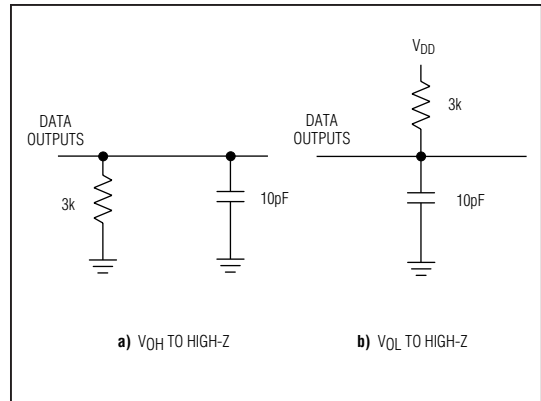 DATA
OUTPUTS
3k
10pF
a) VOH TO HIGH-Z
VDD
3k
DATA
OUTPUTS
10pF
b) VOL TO HIGH-Z